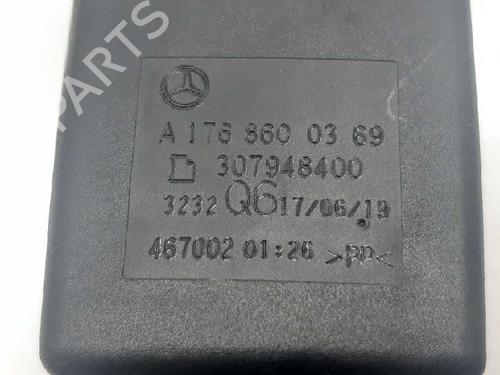 PARTS
A 176 860 03 69
307948400
3232 Q6 17/06/19
467002 01:26 >PP<